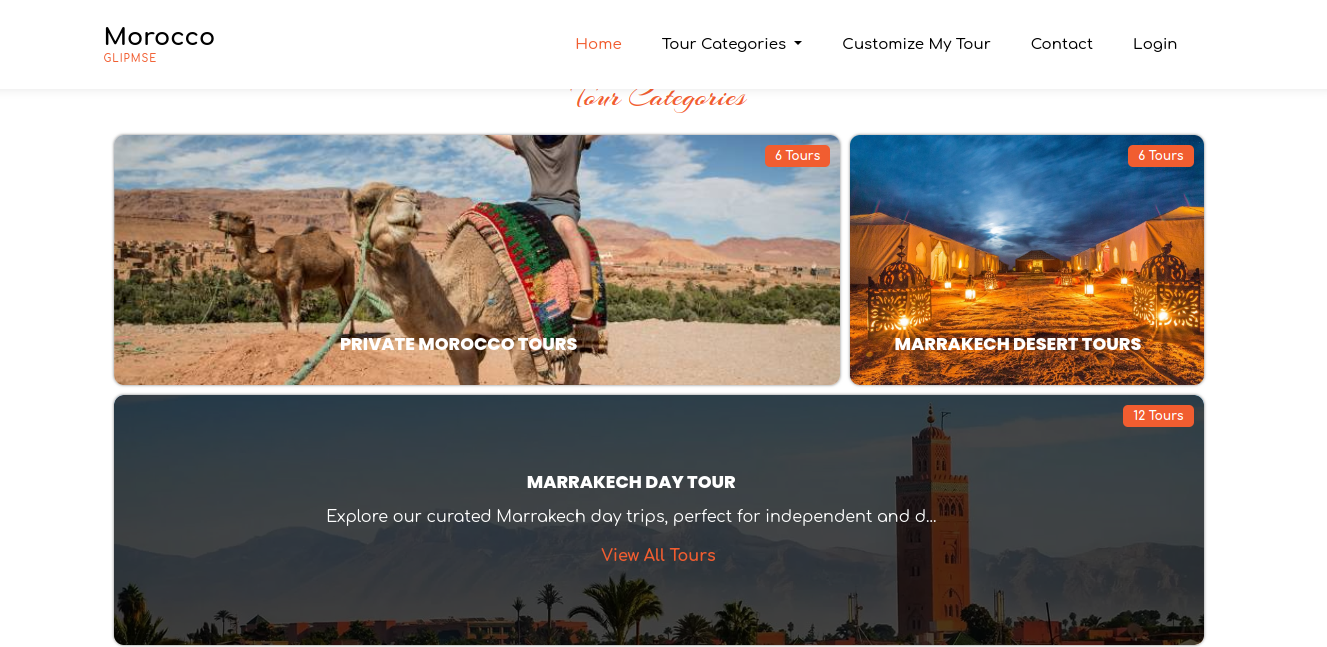 Morocco
GLIPMSE
Home
Tour Categories
Customize My Tour
Contact
Login
Tour Categories
6 Tours
PRIVATE MOROCCO TOURS
6 Tours
MARRAKECH DESERT TOURS
12 Tours
MARRAKECH DAY TOUR
Explore our curated Marrakech day trips, perfect for independent and d...
View All Tours